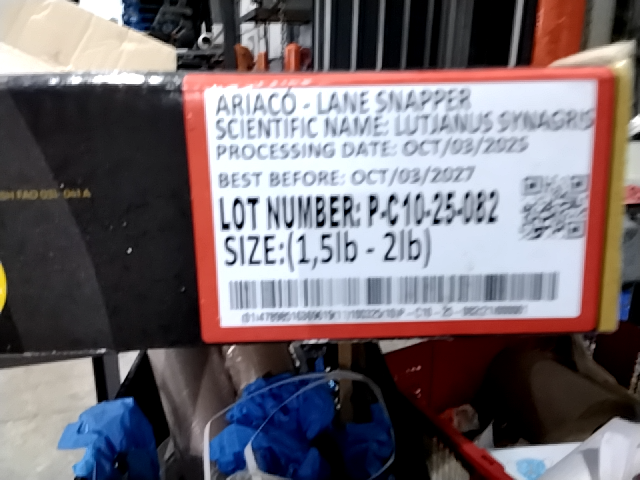 ARIACÓ - LANE SNAPPER
SCIENTIFIC NAME: LUTJANUS SYNAGRIS
PROCESSING DATE: OCT/03/2025
BEST BEFORE: OCT/03/2027
LOT NUMBER: P-C10-25-082
SIZE:(1,5lb - 2lb)